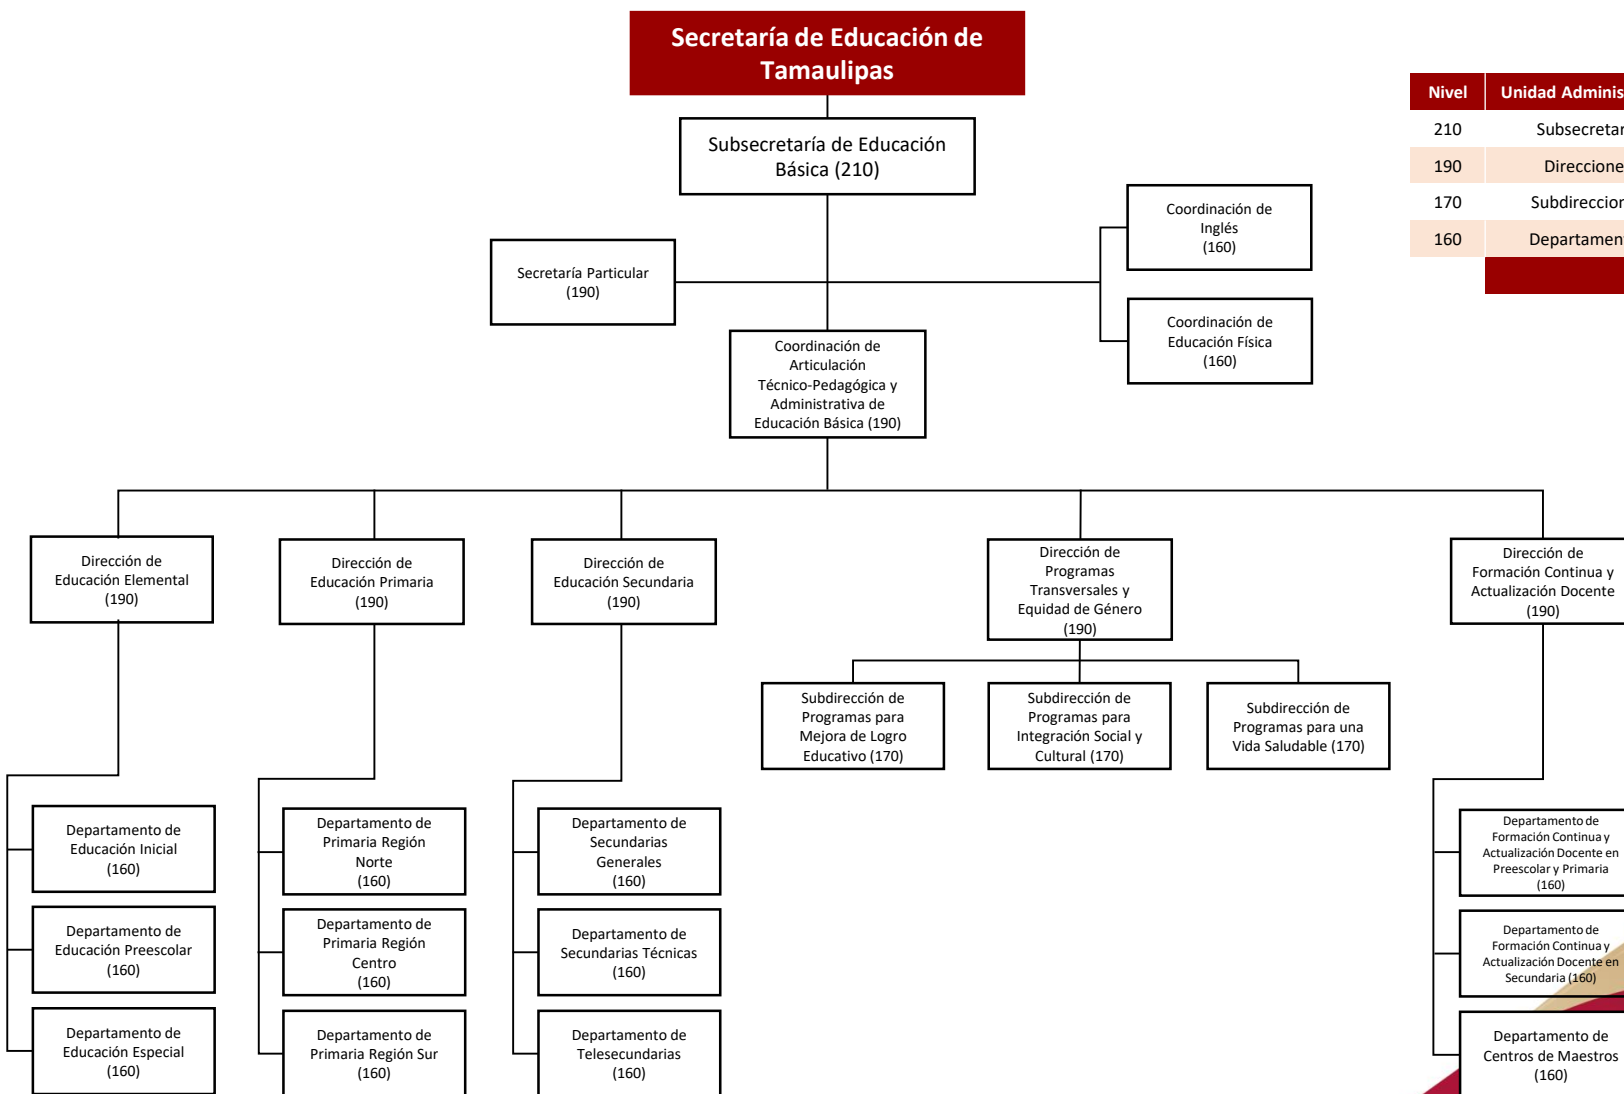 Secretaría de Educación de
Tamaulipas
Subsecretaría de Educación
Básica (210)
Nivel
210
190
170
160
Coordinación de
Inglés
(160)
Secretaría Particular
(190)
Coordinación de
Educación Física
(160)
Coordinación de
Articulación
Técnico-Pedagógica y
Administrativa de
Educación Básica (190)
Dirección de
Educación Elemental
(190)
Dirección de
Educación Primaria
(190)
Dirección de
Educación Secundaria
(190)
Dirección de
Programas
Transversales y
Equidad de Género
(190)
Dirección de
Formación Continua y
Actualización Docente
(190)
Subdirección de
Programas para
Mejora de Logro
Educativo (170)
Subdirección de
Programas para
Integración Social y
Cultural (170)
Subdirección de
Programas para una
Vida Saludable (170)
Departamento de
Educación Inicial
(160)
Departamento de
Educación Preescolar
(160)
Departamento de
Educación Especial
(160)
Departamento de
Primaria Región
Norte
(160)
Departamento de
Primaria Región
Centro
(160)
Departamento de
Primaria Región Sur
(160)
Departamento de
Secundarias
Generales
(160)
Departamento de
Secundarias Técnicas
(160)
Departamento de
Telesecundarias
(160)
Departamento de
Formación Continua y
Actualización Docente en
Preescolar y Primaria
(160)
Departamento de
Formación Continua y
Actualización Docente en
Secundaria (160)
Departamento de
Centros de Maestros
(160)
Unidad